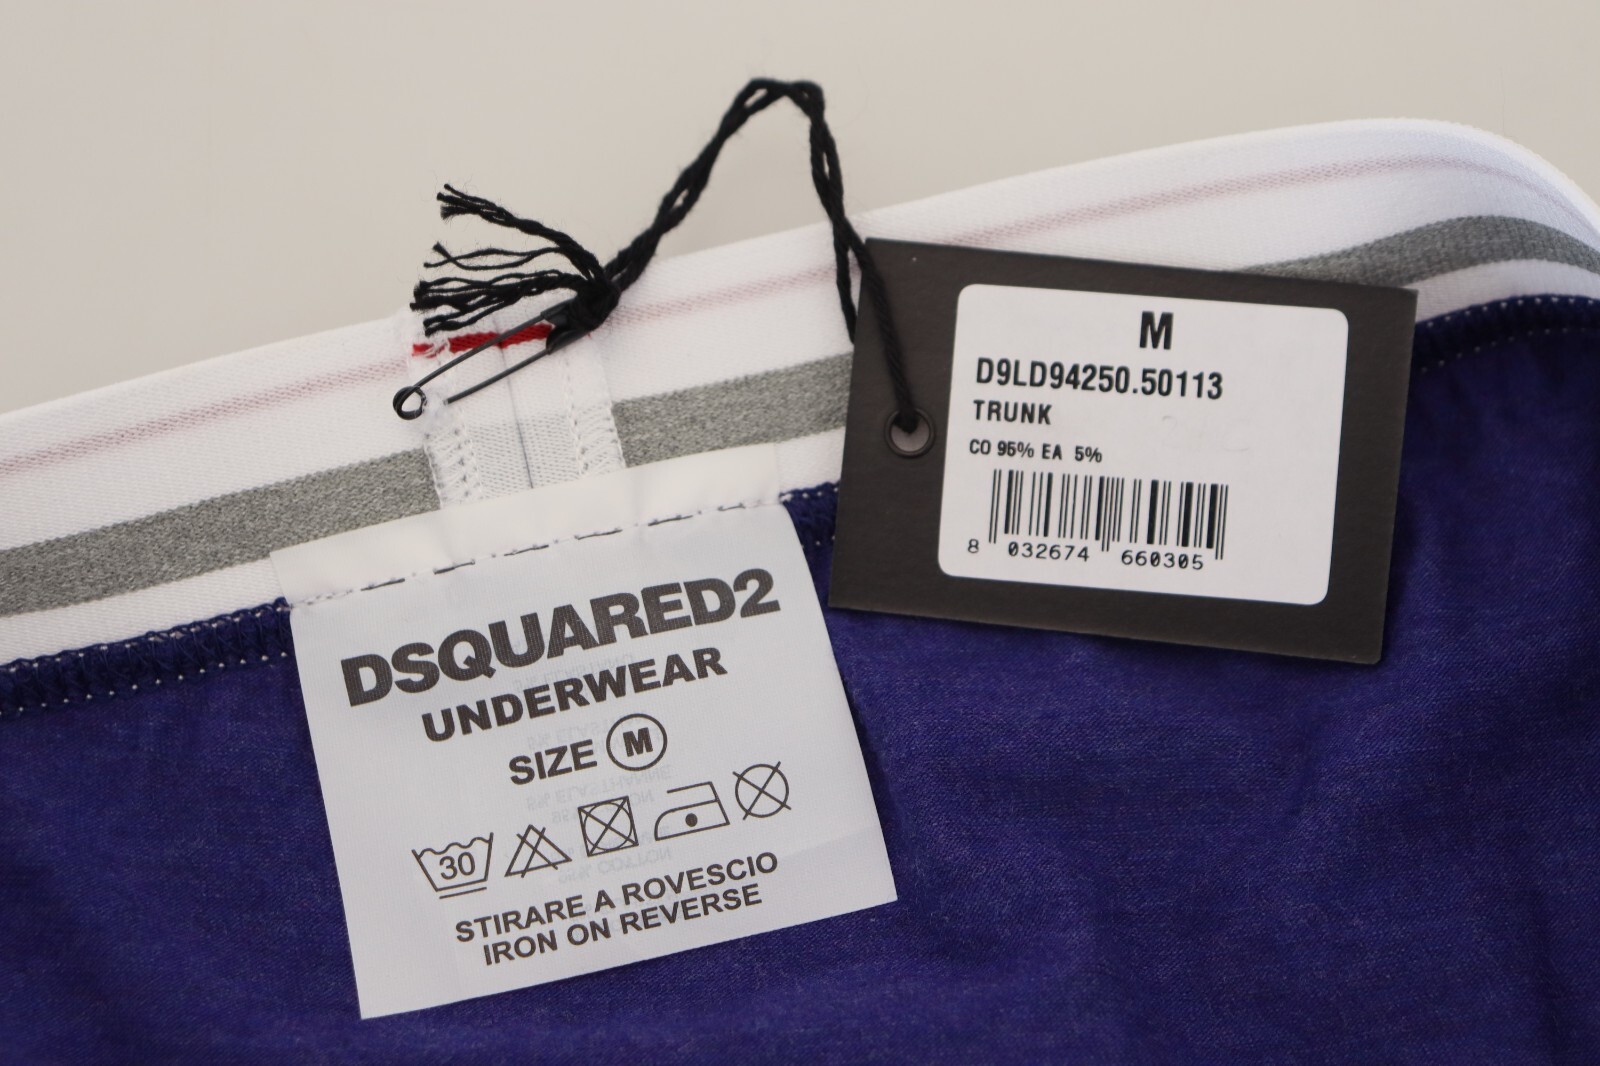 M
D9LD94250.50113
TRUNK
CO 95% EA 5%
8 032674 660305
DSQUARED2
UNDERWEAR
SIZE M
30
STIRARE A ROVESCIO
IRON ON REVERSE